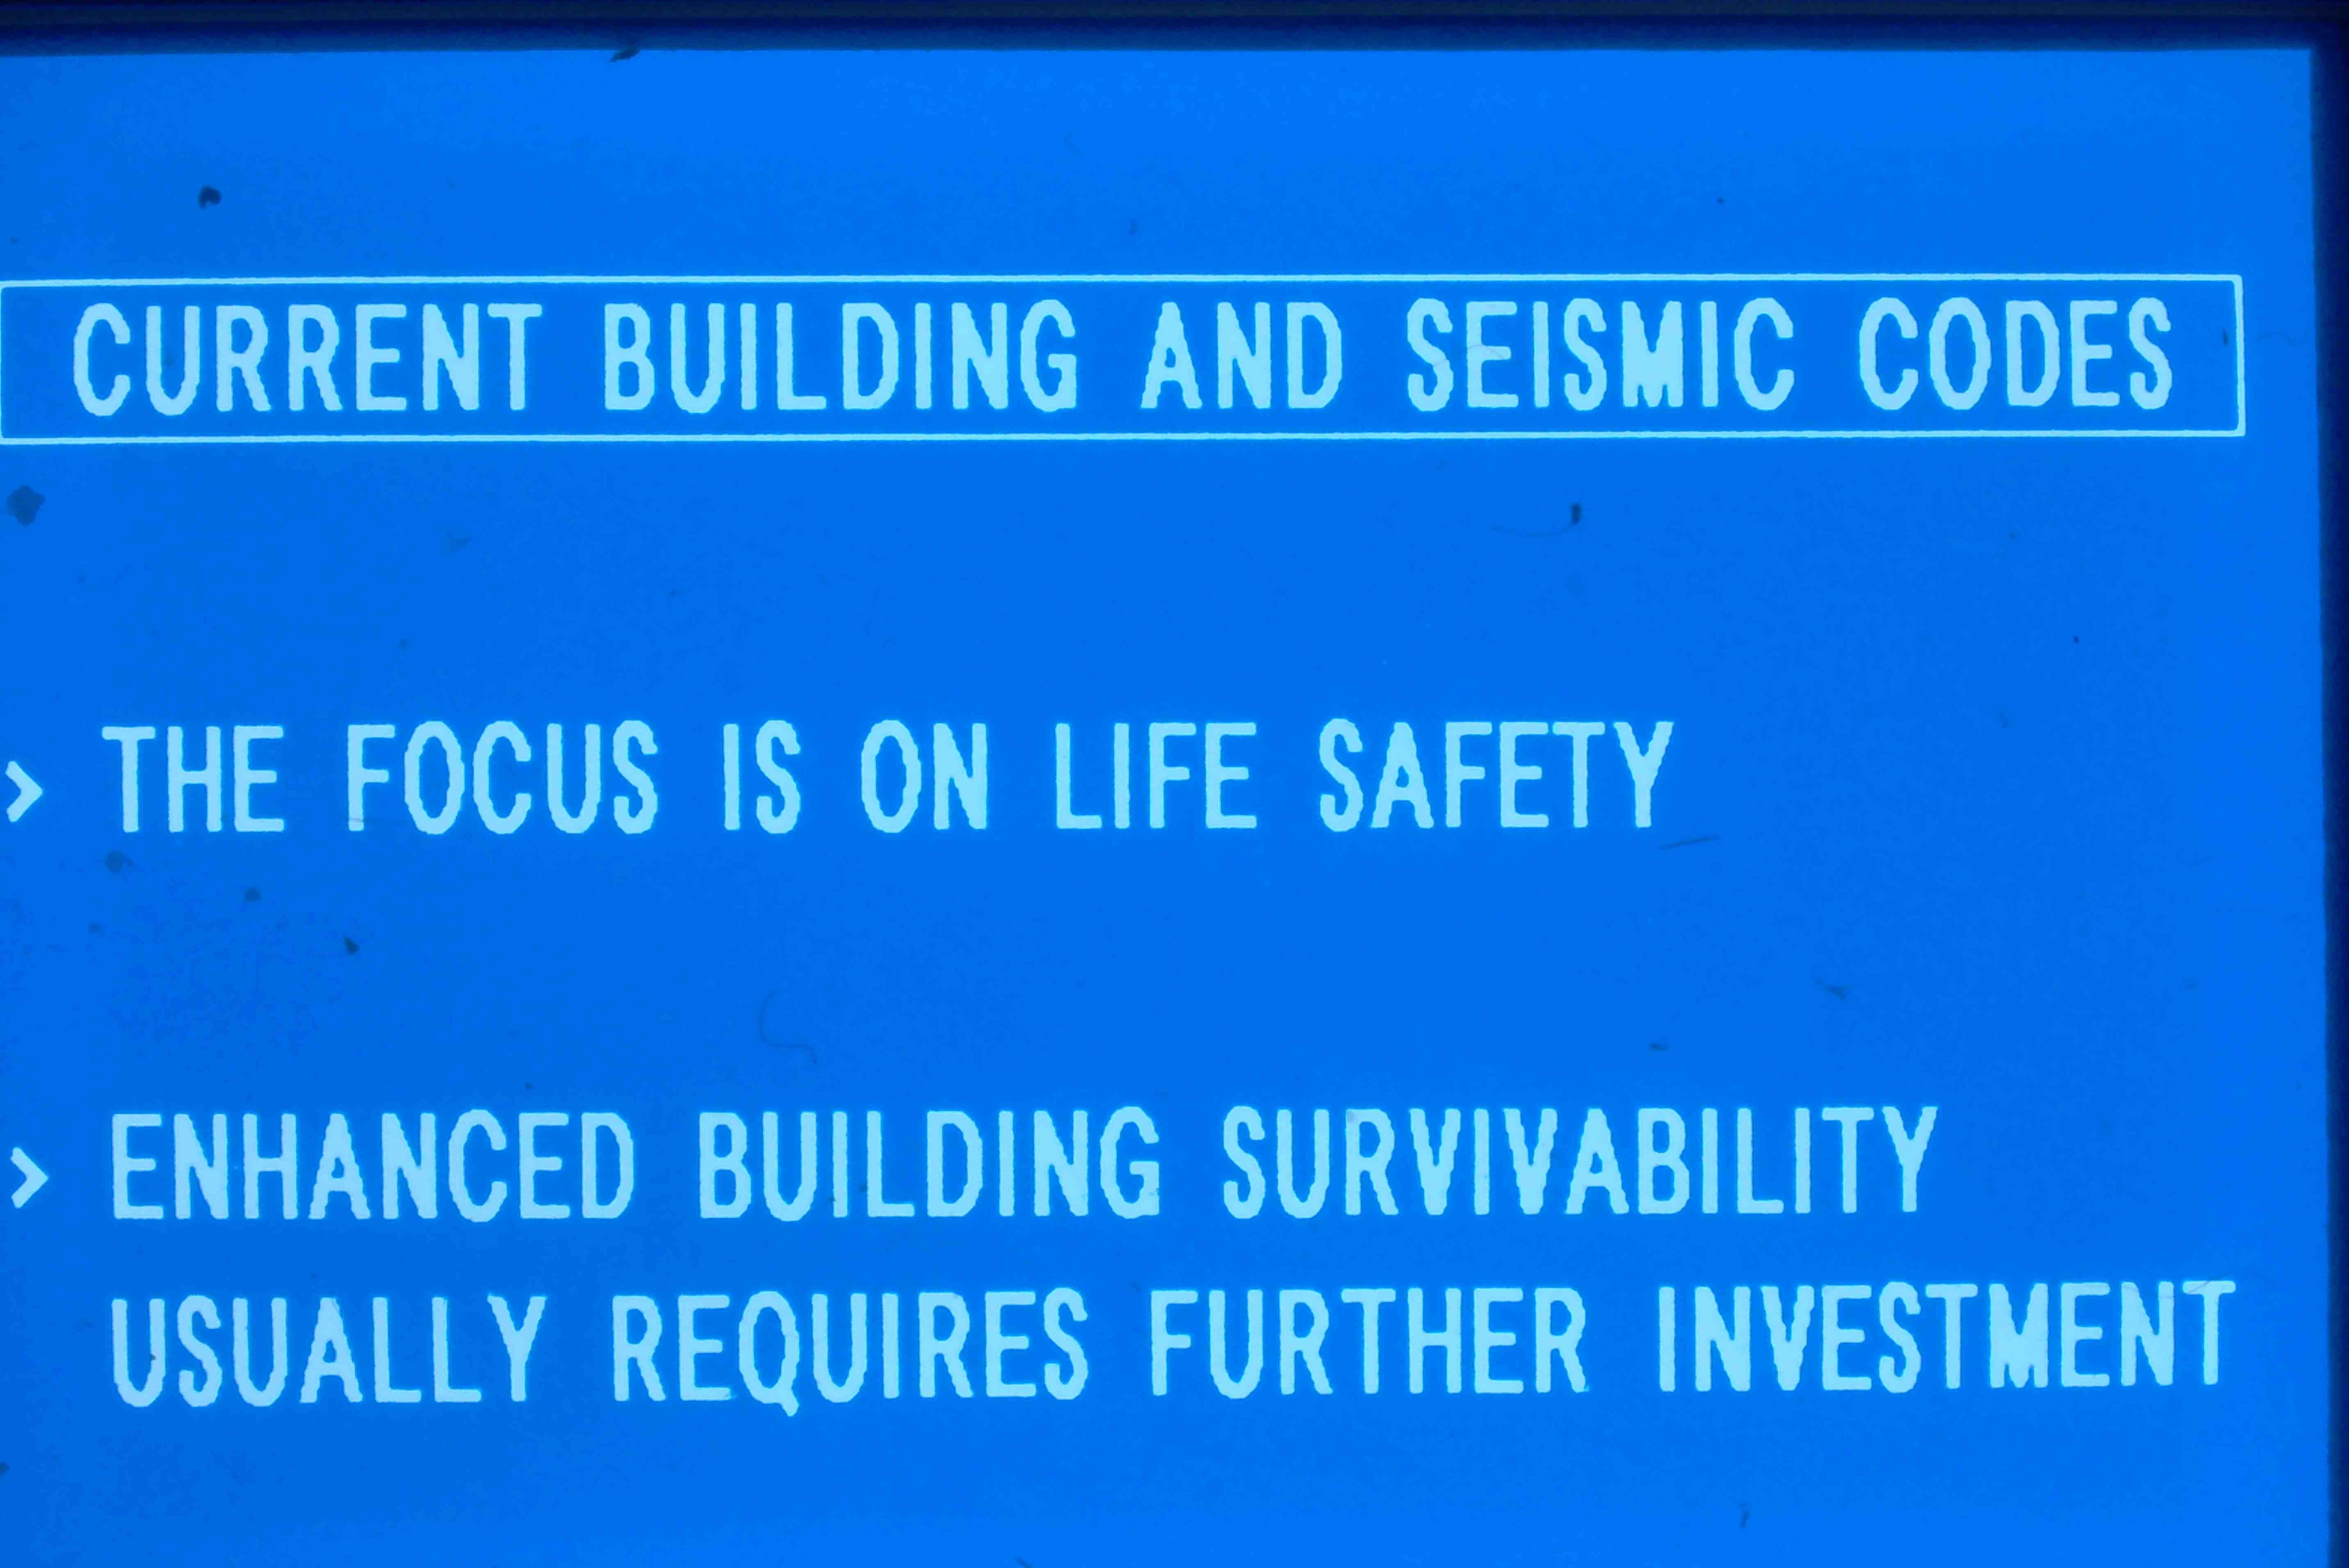 CURRENT BUILDING AND SEISMIC CODES
> THE FOCUS IS ON LIFE SAFETY
> ENHANCED BUILDING SURVIVABILITY
USUALLY REQUIRES FURTHER INVESTMENT